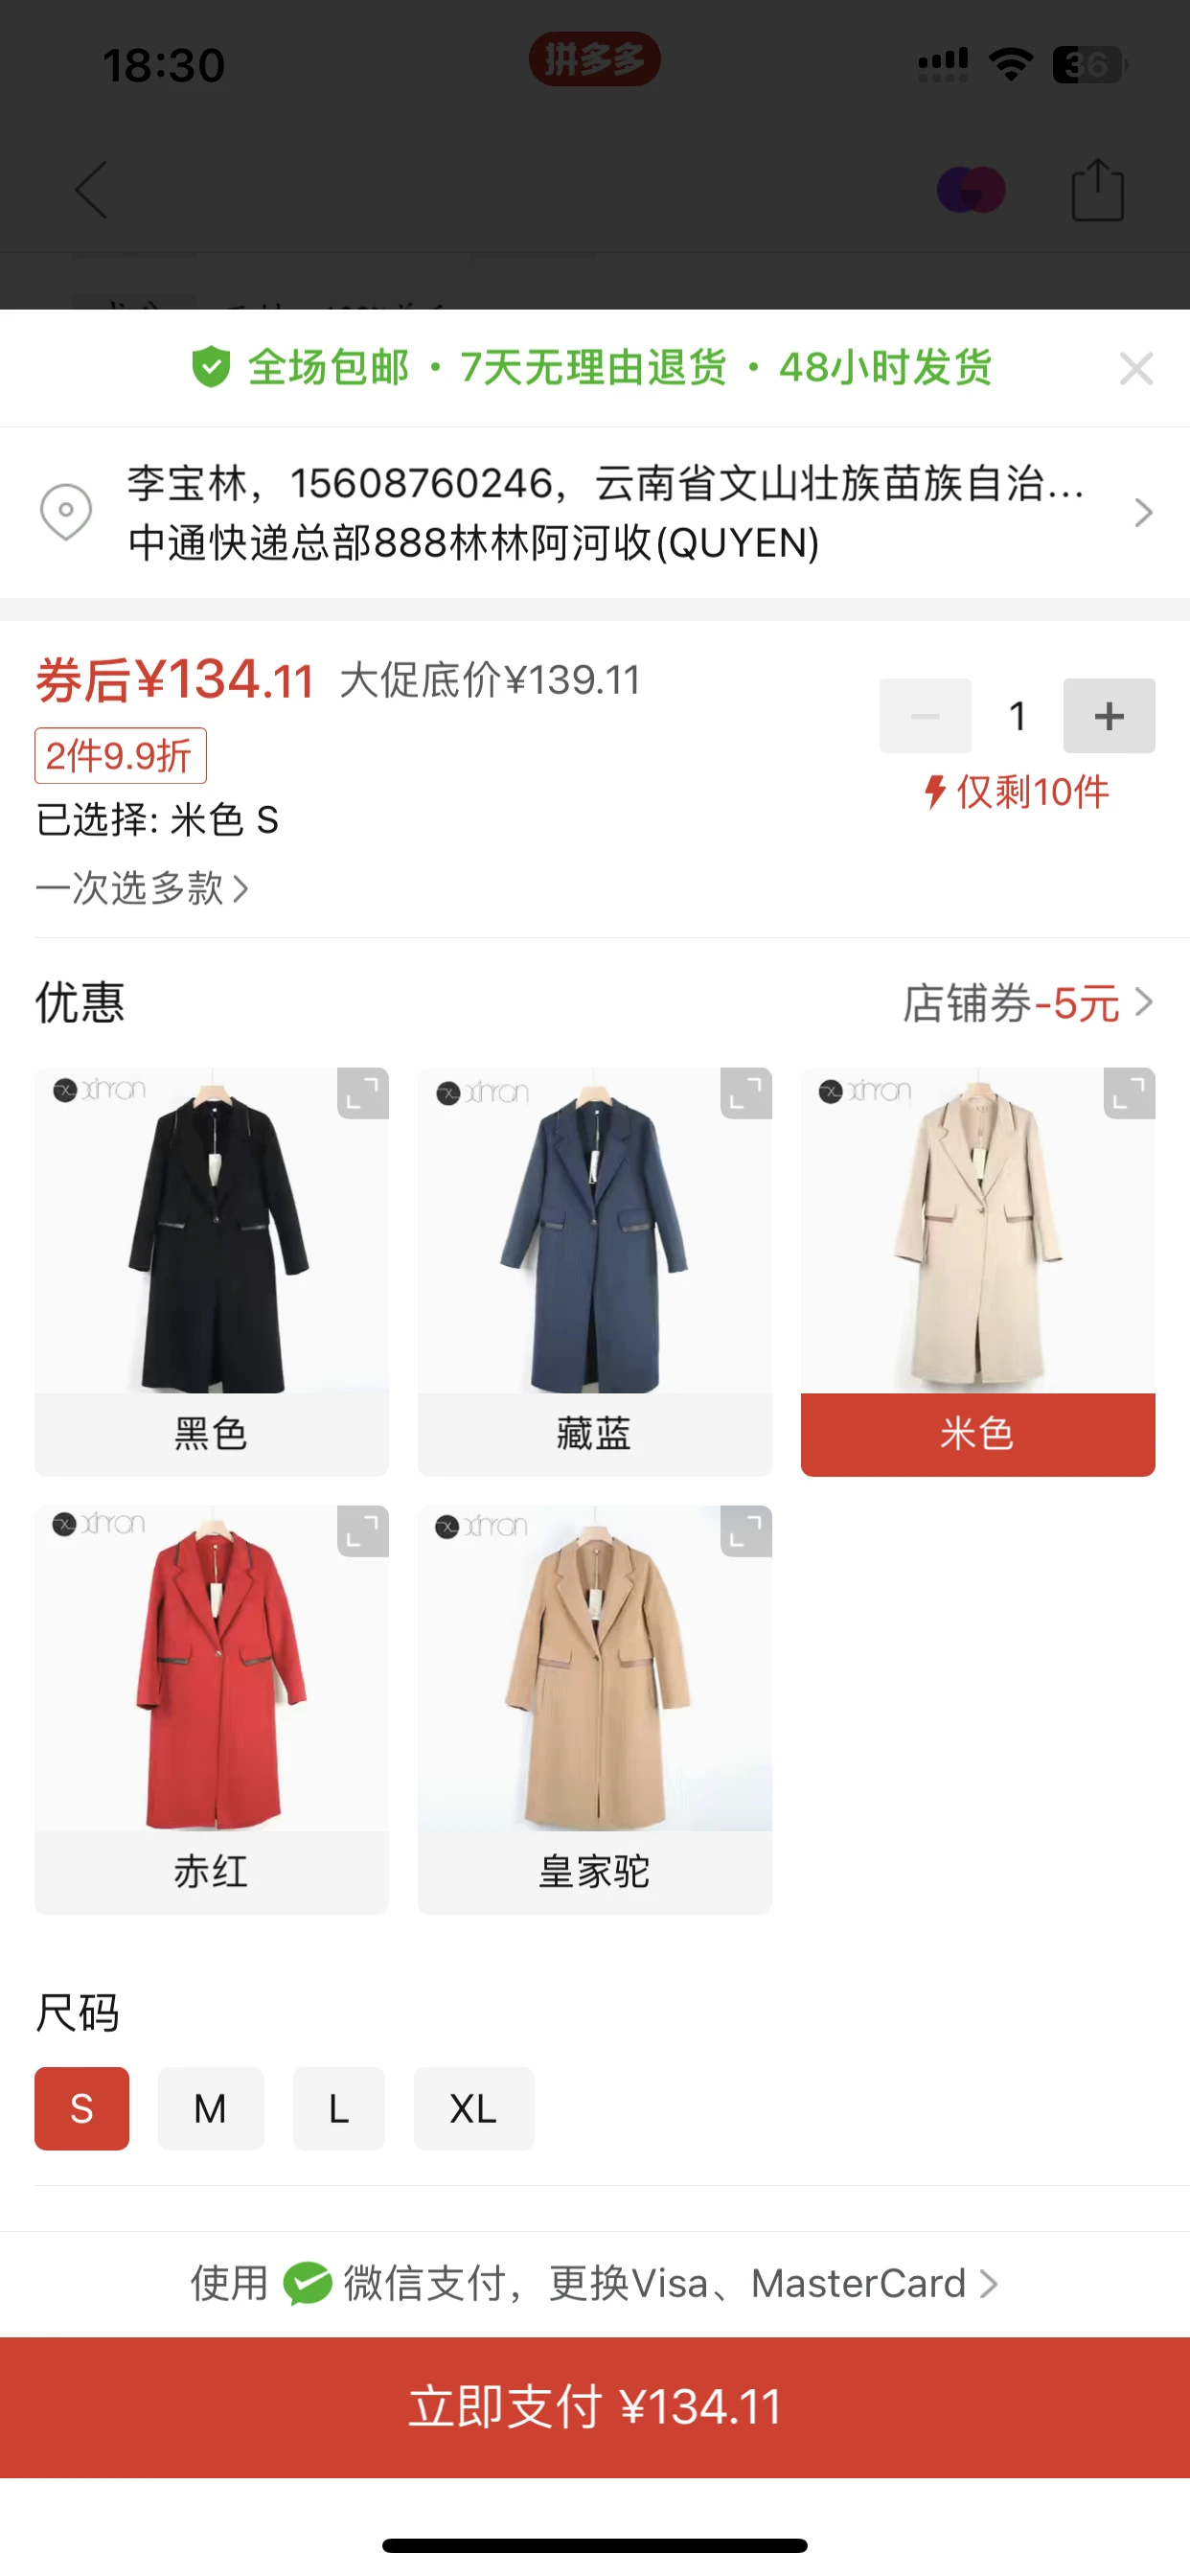 18:30
拼多多
36
全场包邮 · 7天无理由退货 · 48小时发货
李宝林，15608760246，云南省文山壮族苗族自治...
中通快递总部888林林阿河收(QUYEN)
券后¥134.11 大促底价¥139.11
1
2件9.9折
仅剩10件
已选择: 米色 S
一次选多款
优惠
店铺券-5元
xinran
xinran
xinran
黑色
藏蓝
米色
xinran
xinran
赤红
皇家驼
尺码
S
M
L
XL
使用 微信支付，更换Visa、MasterCard
立即支付 ¥134.11